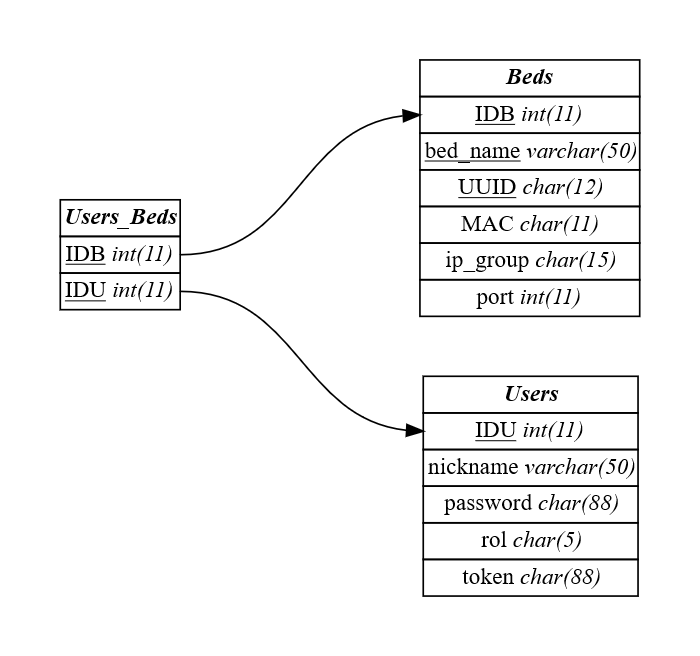 Beds
IDB int(11)
bed_name varchar(50)
UUID char(12)
MAC char(11)
ip_group char(15)
port int(11)
Users_Beds
IDB int(11)
IDU int(11)
Users
IDU int(11)
nickname varchar(50)
password char(88)
rol char(5)
token char(88)